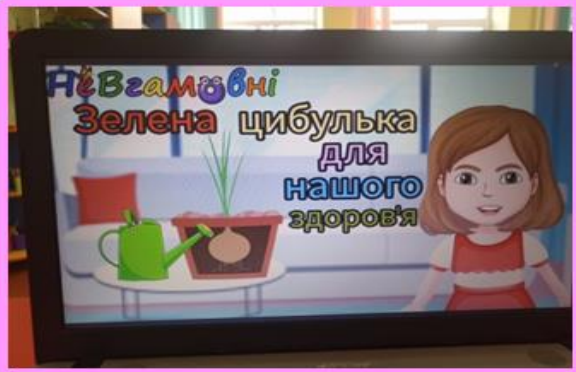 НеВгамовні
Зелена цибулька
для
нашого
здоров'я